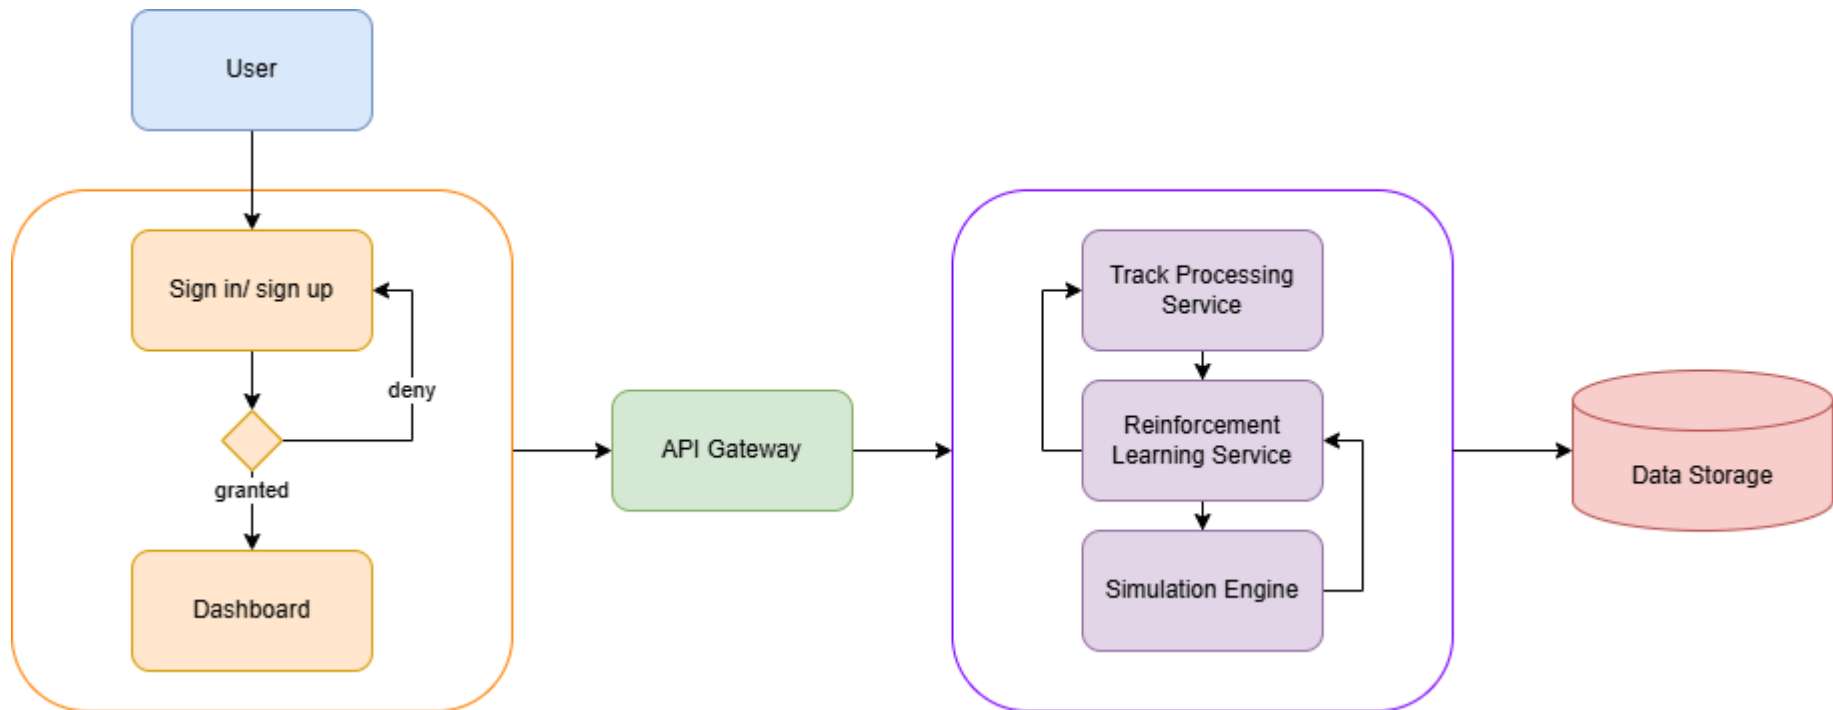 User
Sign in/ sign up
deny
granted
Dashboard
API Gateway
Track Processing
Service
Reinforcement
Learning Service
Simulation Engine
Data Storage